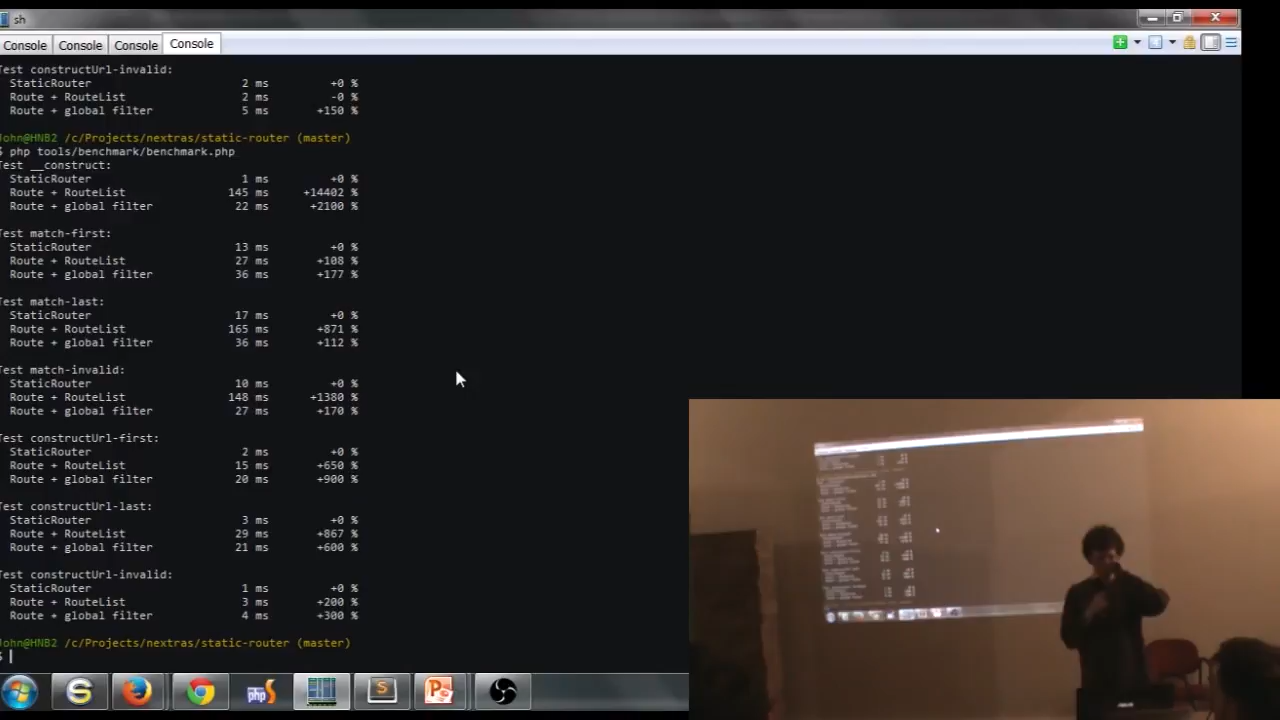 sh
Console Console Console Console
Test constructUrl-invalid:
StaticRouter 2 ms +0 %
Route + RouteList 2 ms -0 %
Route + global filter 5 ms +150 %
John@HNB2 /c/Projects/nextras/static-router (master)
$ php tools/benchmark/benchmark.php
Test __construct:
StaticRouter 1 ms +0 %
Route + RouteList 145 ms +14402 %
Route + global filter 22 ms +2100 %
Test match-first:
StaticRouter 13 ms +0 %
Route + RouteList 27 ms +108 %
Route + global filter 36 ms +177 %
Test match-last:
StaticRouter 17 ms +0 %
Route + RouteList 165 ms +871 %
Route + global filter 36 ms +112 %
Test match-invalid:
StaticRouter 10 ms +0 %
Route + RouteList 148 ms +1380 %
Route + global filter 27 ms +170 %
Test constructUrl-first:
StaticRouter 2 ms +0 %
Route + RouteList 15 ms +650 %
Route + global filter 20 ms +900 %
Test constructUrl-last:
StaticRouter 3 ms +0 %
Route + RouteList 29 ms +867 %
Route + global filter 21 ms +600 %
Test constructUrl-invalid:
StaticRouter 1 ms +0 %
Route + RouteList 3 ms +200 %
Route + global filter 4 ms +300 %
John@HNB2 /c/Projects/nextras/static-router (master)
$
php